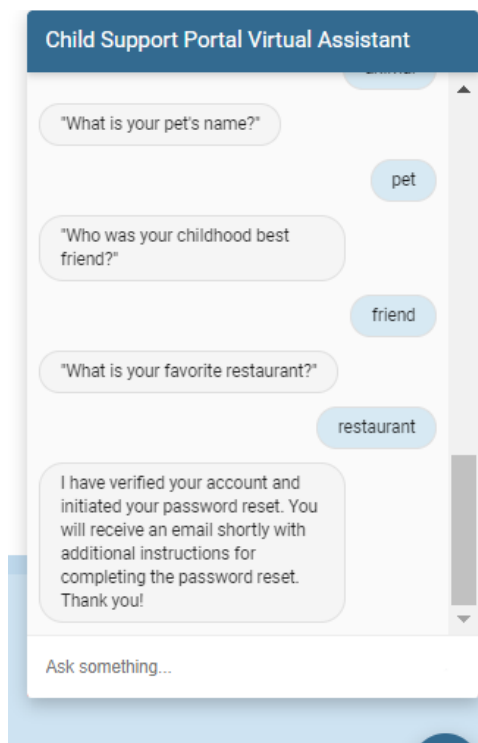 Child Support Portal Virtual Assistant
"What is your pet's name?"
pet
"Who was your childhood best
friend?"
friend
"What is your favorite restaurant?"
restaurant
I have verified your account and
initiated your password reset. You
will receive an email shortly with
additional instructions for
completing the password reset.
Thank you!
Ask something...